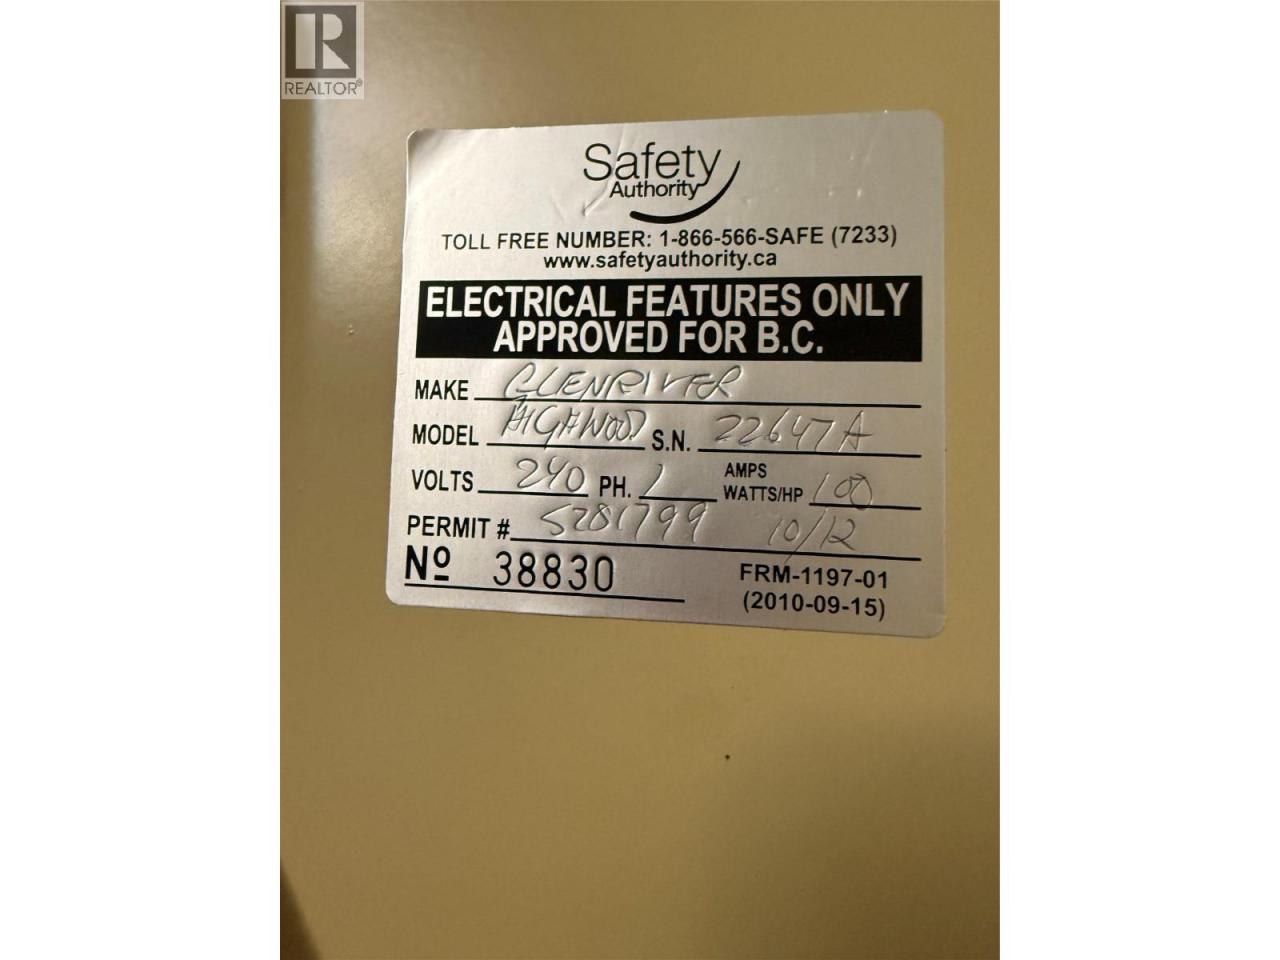 R
REALTOR®
Safety
Authority
TOLL FREE NUMBER: 1-866-566-SAFE (7233)
www.safetyauthority.ca
ELECTRICAL FEATURES ONLY
APPROVED FOR B.C.
MAKE GLENRIVER
MODEL HIGHWOOD S.N. 22647A
VOLTS 240 PH. 1 AMPS WATTS/HP 100
PERMIT # 5281799 10/12
Nº 38830 FRM-1197-01
(2010-09-15)